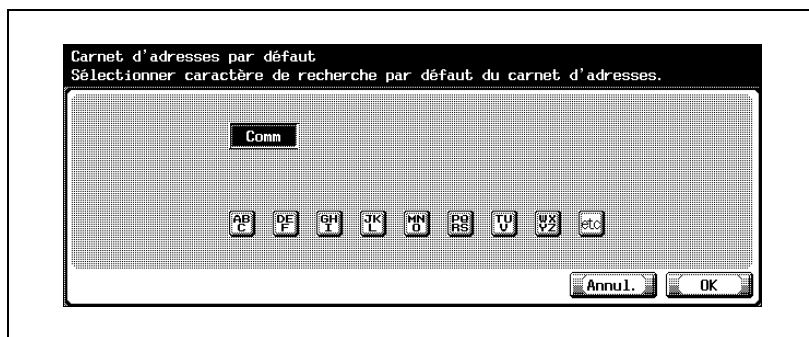 Carnet d'adresses par défaut
Sélectionner caractère de recherche par défaut du carnet d'adresses.
Comm
AB DE GH JK MN PQ TU WX etc
C F I L O RS V YZ
Annul. OK